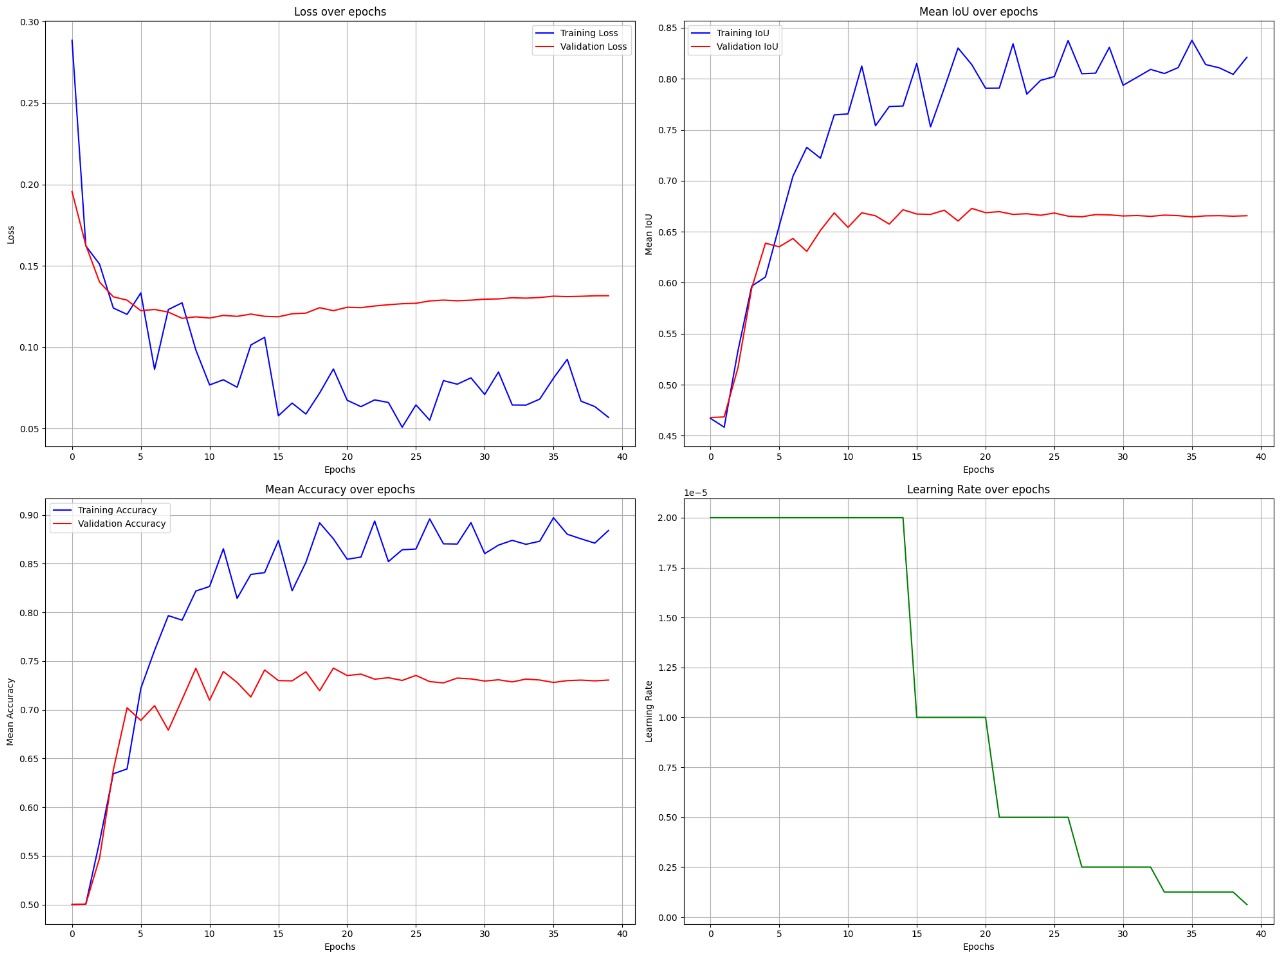 Loss over epochs
Training Loss
Validation Loss
0.30
0.25
0.20
0.15
0.10
0.05
Loss
0 5 10 15 20 25 30 35 40
Epochs
Mean IoU over epochs
Training IoU
Validation IoU
0.85
0.80
0.75
0.70
0.65
0.60
0.55
0.50
0.45
Mean IoU
0 5 10 15 20 25 30 35 40
Epochs
Mean Accuracy over epochs
Training Accuracy
Validation Accuracy
0.90
0.85
0.80
0.75
0.70
0.65
0.60
0.55
0.50
Mean Accuracy
0 5 10 15 20 25 30 35 40
Epochs
Learning Rate over epochs
1e−5
2.00
1.75
1.50
1.25
1.00
0.75
0.50
0.25
0.00
Learning Rate
0 5 10 15 20 25 30 35 40
Epochs